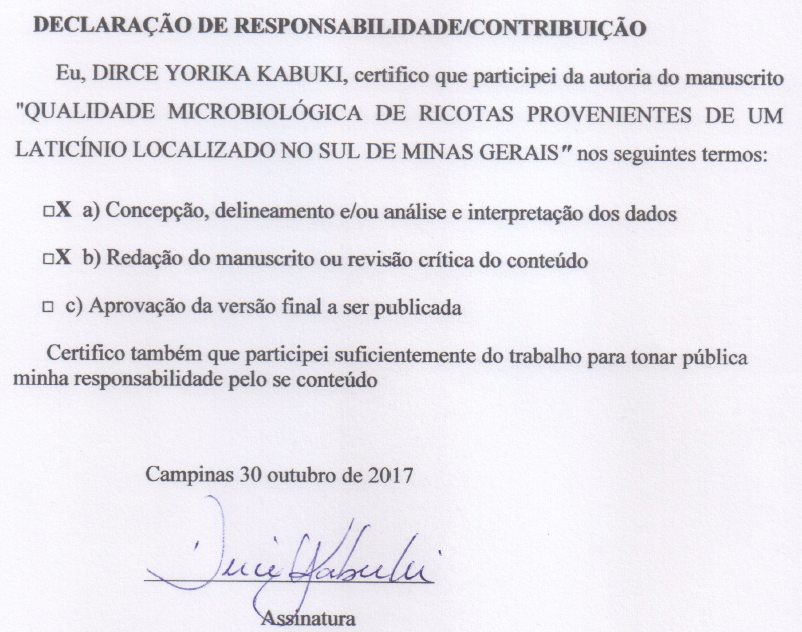 DECLARAÇÃO DE RESPONSABILIDADE/CONTRIBUIÇÃO
Eu, DIRCE YORIKA KABUKI, certifico que participei da autoria do manuscrito
"QUALIDADE MICROBIOLÓGICA DE RICOTAS PROVENIENTES DE UM
LATICÍNIO LOCALIZADO NO SUL DE MINAS GERAIS" nos seguintes termos:
□X a) Concepção, delineamento e/ou análise e interpretação dos dados
□X b) Redação do manuscrito ou revisão crítica do conteúdo
□ c) Aprovação da versão final a ser publicada
Certifico também que participei suficientemente do trabalho para tonar pública
minha responsabilidade pelo se conteúdo
Campinas 30 outubro de 2017
Dirce Y Kabuki
Assinatura